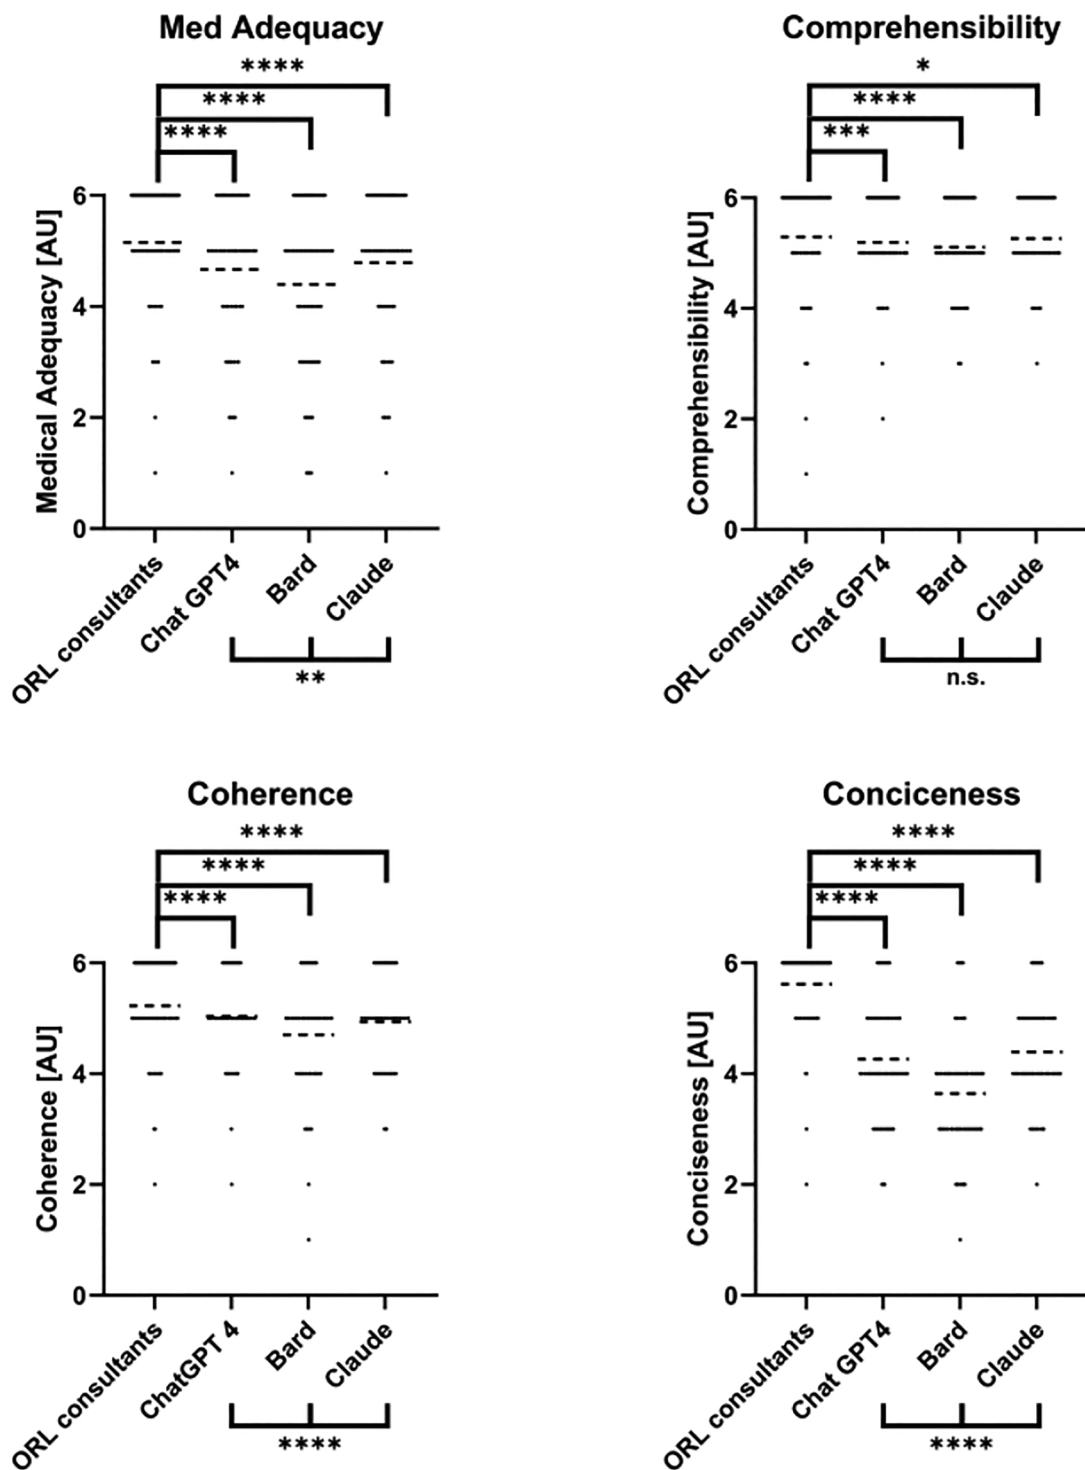 Med Adequacy
****
****
****
Medical Adequacy [AU]
6
4
2
0
ORL consultants
Chat GPT4
Bard
Claude
**
Comprehensibility
*
****
***
Comprehensibility [AU]
6
4
2
0
ORL consultants
Chat GPT4
Bard
Claude
n.s.
Coherence
****
****
****
Coherence [AU]
6
4
2
0
ORL consultants
ChatGPT 4
Bard
Claude
****
Conciceness
****
****
****
Conciseness [AU]
6
4
2
0
ORL consultants
Chat GPT4
Bard
Claude
****